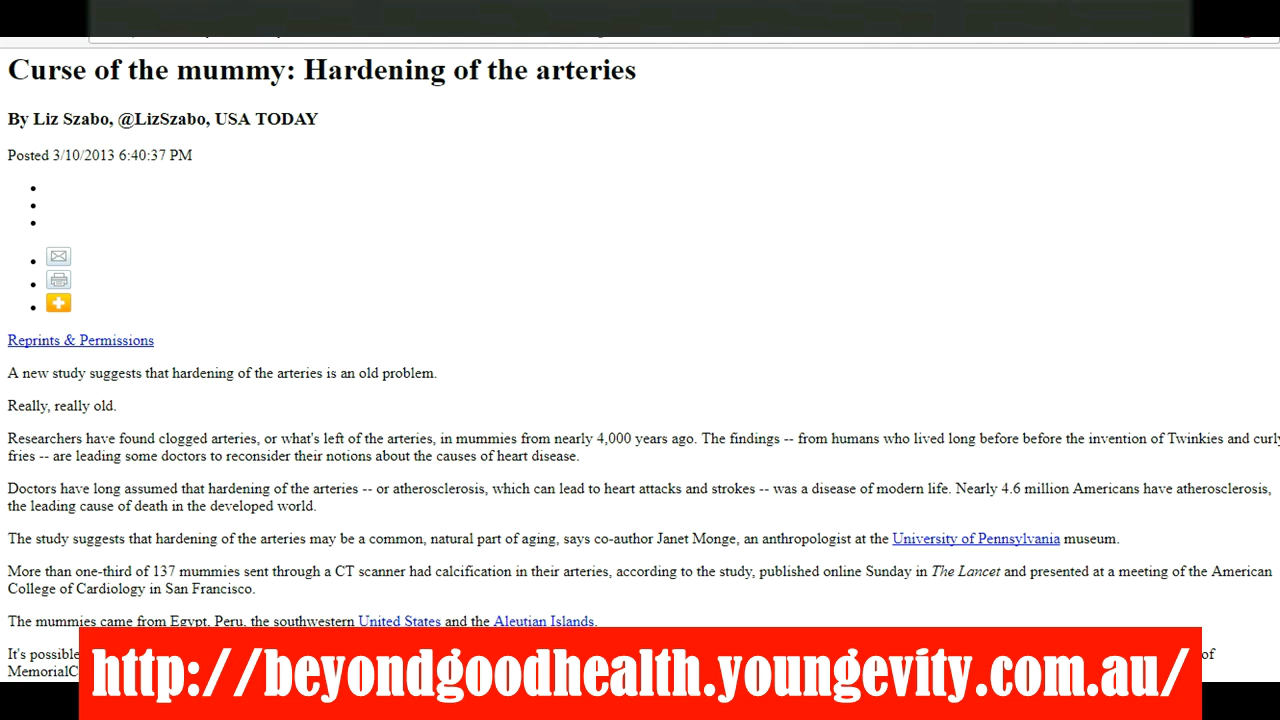 Curse of the mummy: Hardening of the arteries
By Liz Szabo, @LizSzabo, USA TODAY
Posted 3/10/2013 6:40:37 PM
Reprints & Permissions
A new study suggests that hardening of the arteries is an old problem.
Really, really old.
Researchers have found clogged arteries, or what's left of the arteries, in mummies from nearly 4,000 years ago. The findings -- from humans who lived long before before the invention of Twinkies and curly
fries -- are leading some doctors to reconsider their notions about the causes of heart disease.
Doctors have long assumed that hardening of the arteries -- or atherosclerosis, which can lead to heart attacks and strokes -- was a disease of modern life. Nearly 4.6 million Americans have atherosclerosis,
the leading cause of death in the developed world.
The study suggests that hardening of the arteries may be a common, natural part of aging, says co-author Janet Monge, an anthropologist at the University of Pennsylvania museum.
More than one-third of 137 mummies sent through a CT scanner had calcification in their arteries, according to the study, published online Sunday in The Lancet and presented at a meeting of the American
College of Cardiology in San Francisco.
The mummies came from Egypt, Peru, the southwestern United States and the Aleutian Islands.
It's possible of
MemorialC
http://beyondgoodhealth.youngevity.com.au/